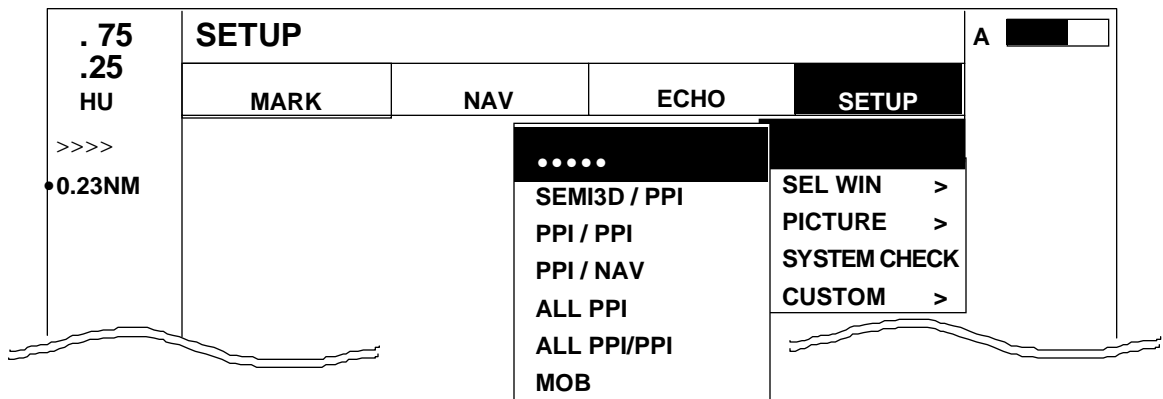 . 75
.25
HU
>>>>
•0.23NM
SETUP
A
MARK NAV ECHO SETUP
•••••
SEMI3D / PPI
PPI / PPI
PPI / NAV
ALL PPI
ALL PPI/PPI
MOB
SEL WIN >
PICTURE >
SYSTEM CHECK
CUSTOM >